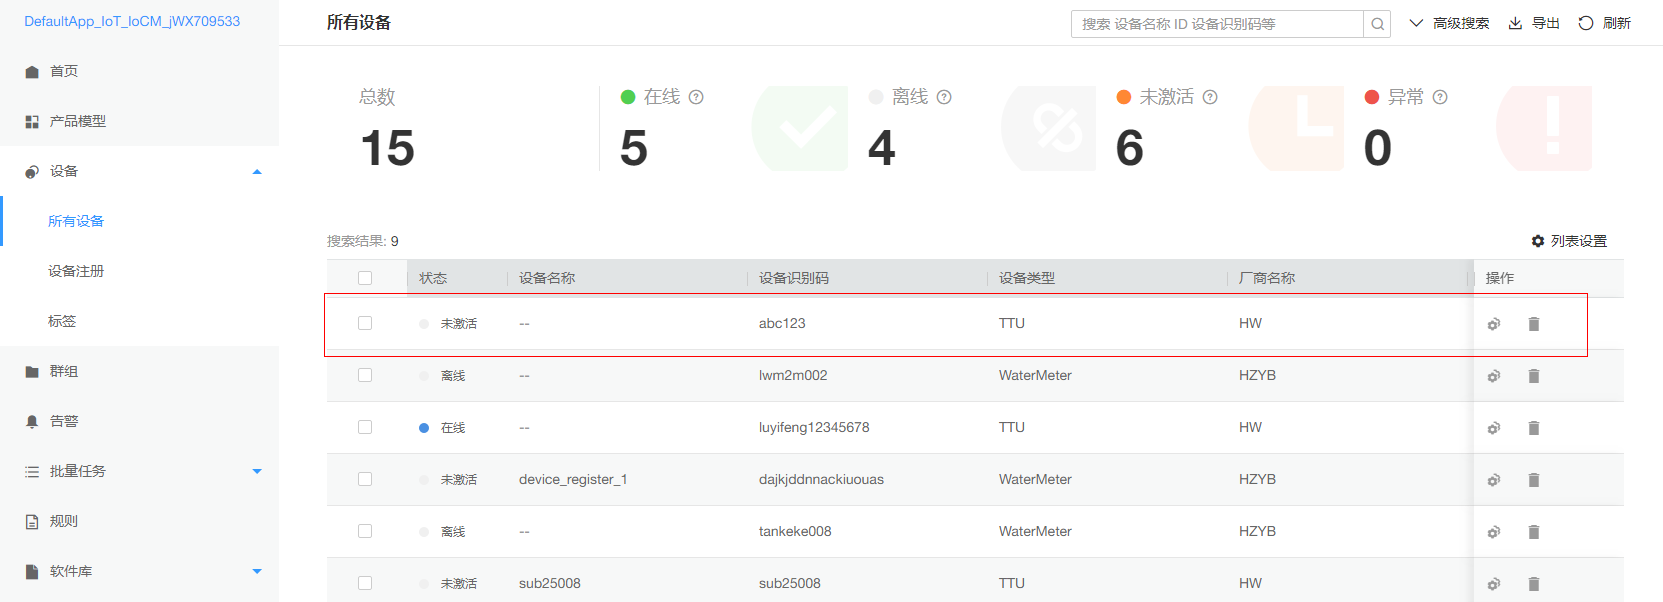 DefaultApp_IoT_IoCM_jWX709533
首页
产品模型
设备
所有设备
设备注册
标签
群组
告警
批量任务
规则
软件库
所有设备
搜索 设备名称 ID 设备识别码等
高级搜索 导出 刷新
总数 在线 离线 未激活 异常
15 5 4 6 0
搜索结果: 9 列表设置
状态 设备名称 设备识别码 设备类型 厂商名称 操作
未激活 -- abc123 TTU HW
离线 -- lwm2m002 WaterMeter HZYB
在线 -- luyifeng12345678 TTU HW
未激活 device_register_1 dajkjddnnackiuouas WaterMeter HZYB
离线 -- tankeke008 WaterMeter HZYB
未激活 sub25008 sub25008 TTU HW